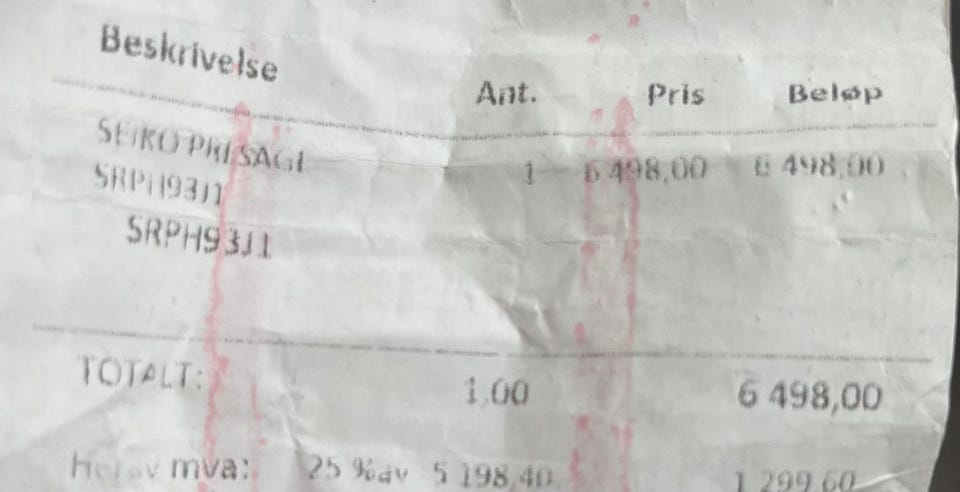 Beskrivelse Ant. Pris Beløp
SEIKO PRESAGE 1 6 498,00 6 498,00
SRPH93J1
SRPH93J1
TOTALT: 1,00 6 498,00
Herav mva: 25 %av 5 198,40 1 299,60